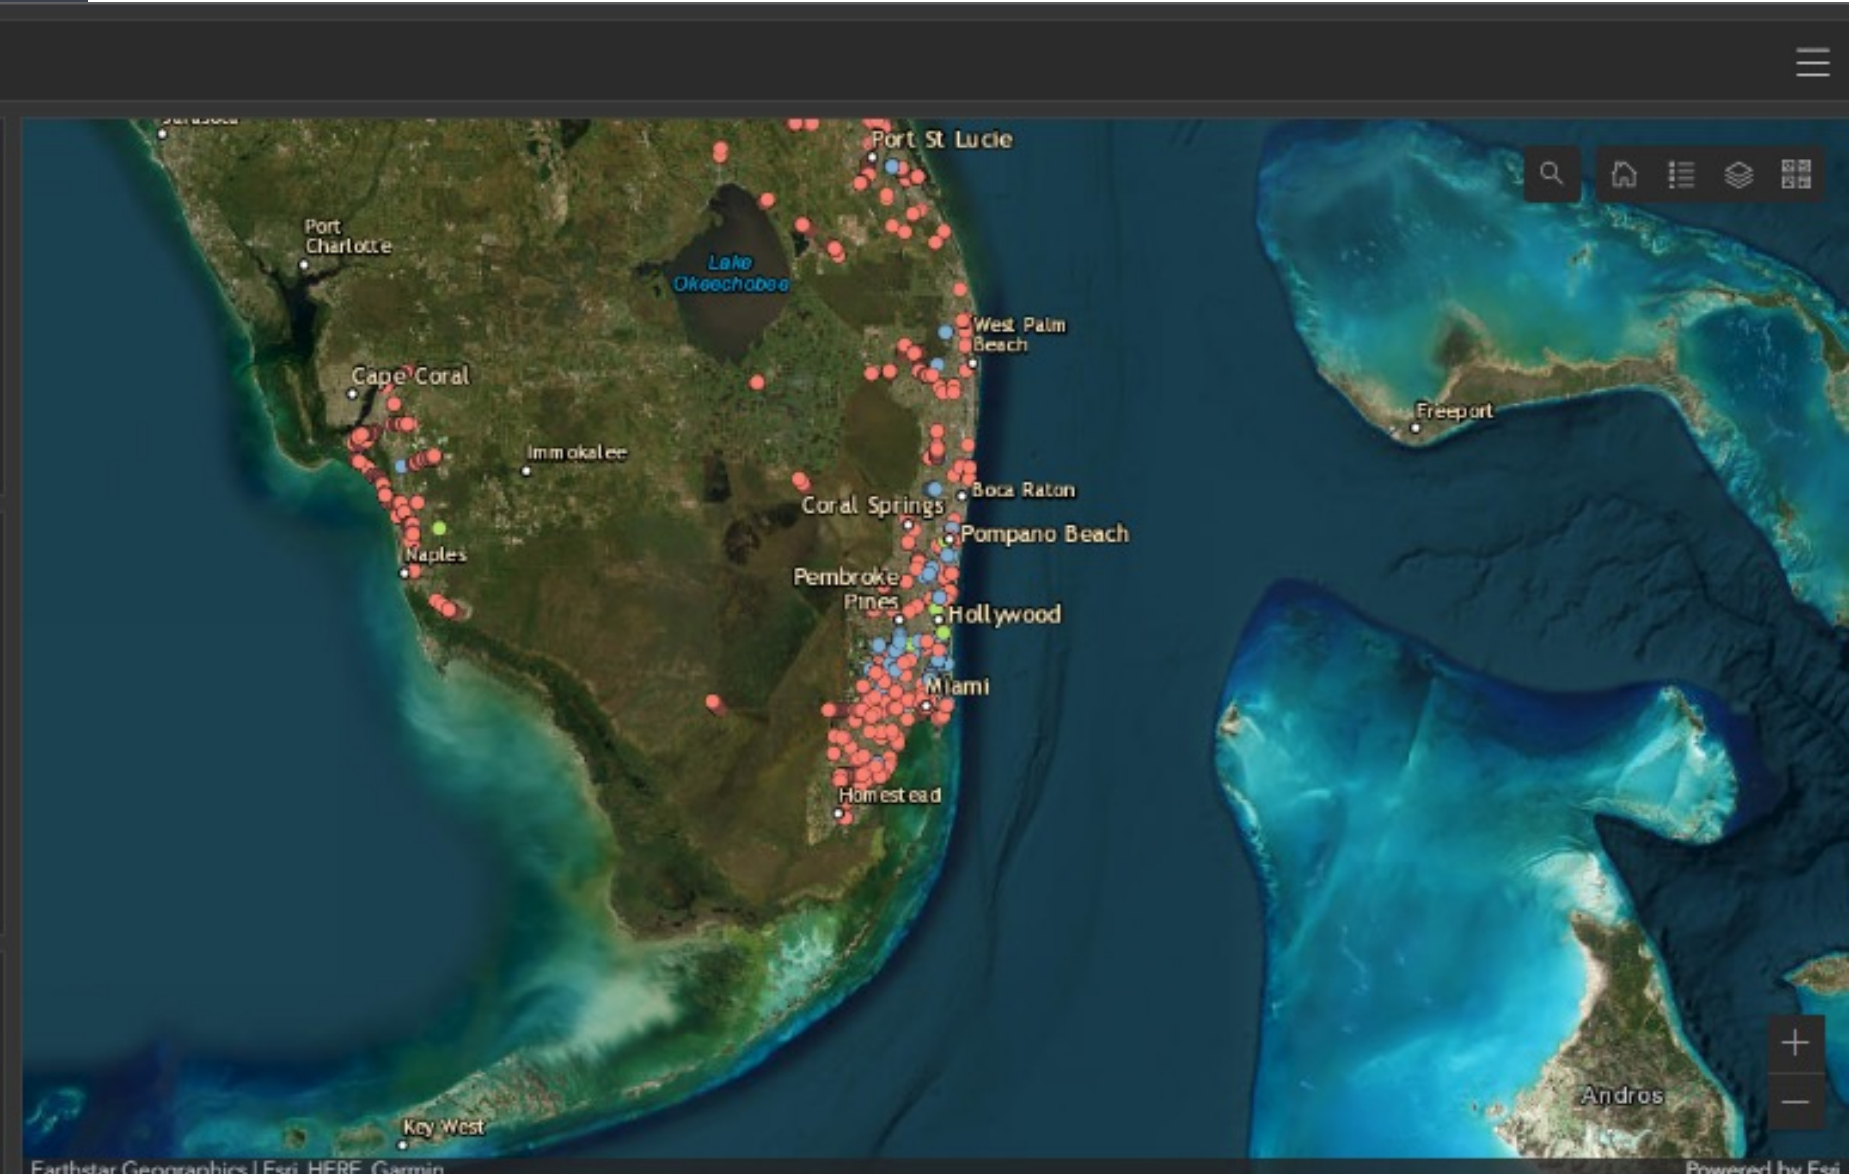 Sarasota
Port St Lucie
Port
Charlotte
Lake
Okeechobee
West Palm
Beach
Cape Coral
Freeport
Immokalee
Boca Raton
Coral Springs
Pompano Beach
Naples
Pembroke
Pines
Hollywood
Miami
Homestead
Andros
Key West
Earthstar Geographics | Esri, HERE, Garmin
Powered by Esri